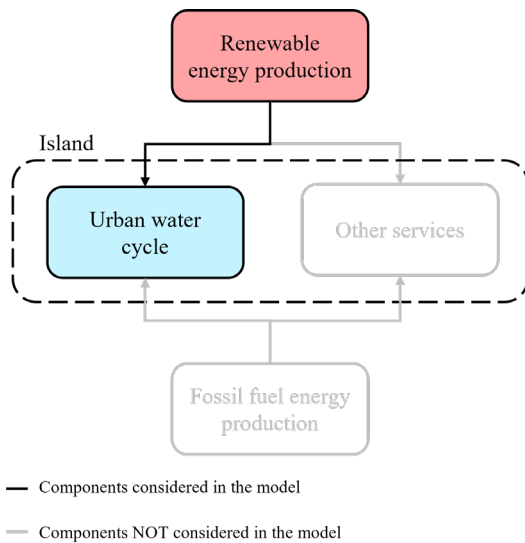 Renewable
energy production
Island
Urban water
cycle
Other services
Fossil fuel energy
production
Components considered in the model
Components NOT considered in the model